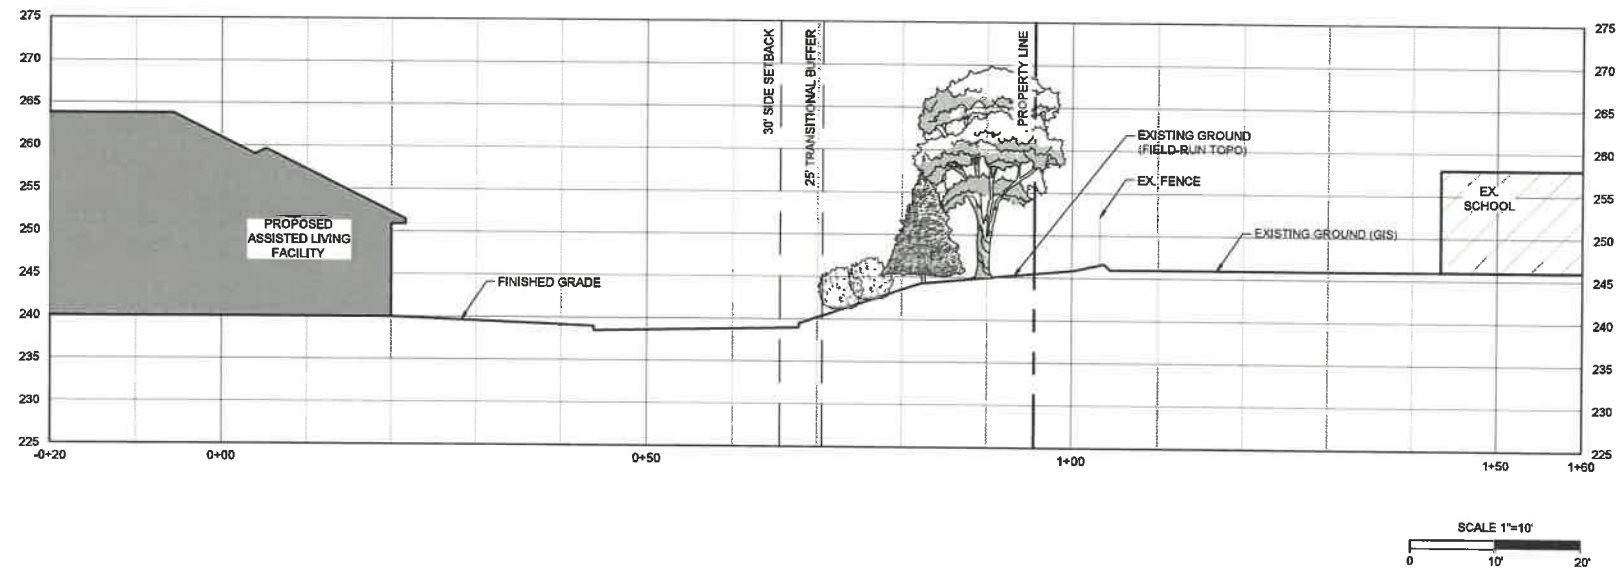 275
270
265
260
255
250
245
240
235
230
225
-0+20
0+00
0+50
1+00
1+50
1+60
275
270
265
260
255
250
245
240
235
230
225
PROPOSED
ASSISTED LIVING
FACILITY
FINISHED GRADE
30' SIDE SETBACK
25' TRANSITIONAL BUFFER
PROPERTY LINE
EXISTING GROUND
(FIELD-RUN TOPO)
EX. FENCE
EXISTING GROUND (GIS)
EX.
SCHOOL
SCALE 1"=10'
0
10'
20'